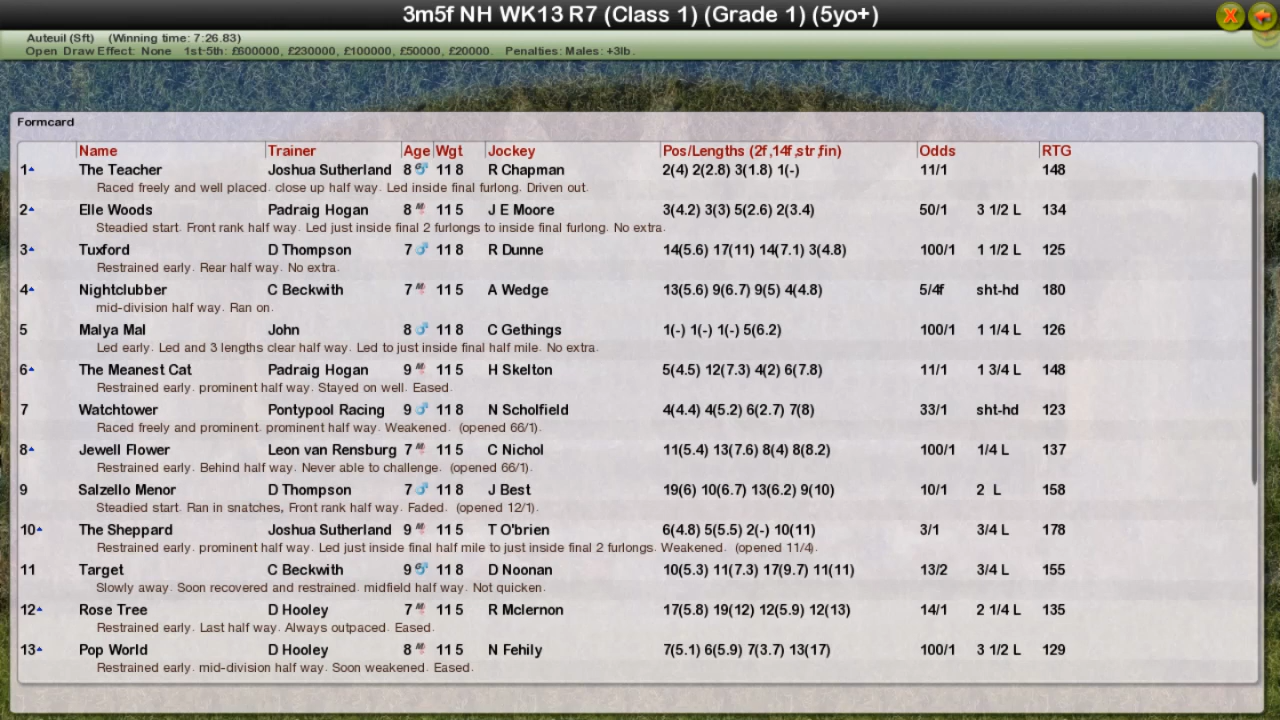 3m5f NH WK13 R7 (Class 1) (Grade 1) (5yo+)
Auteuil (Sft) (Winning time: 7:26.83)
Open Draw Effect: None 1st-5th: £600000, £230000, £100000, £50000, £20000. Penalties: Males: +3lb.
Formcard
Name Trainer Age Wgt Jockey Pos/Lengths (2f,14f,str,fin) Odds RTG
1 The Teacher Joshua Sutherland 8 11 8 R Chapman 2(4) 2(2.8) 3(1.8) 1(-) 11/1 148
Raced freely and well placed. close up half way. Led inside final furlong. Driven out.
2 Elle Woods Padraig Hogan 8 11 5 J E Moore 3(4.2) 3(3) 5(2.6) 2(3.4) 50/1 3 1/2 L 134
Steadied start. Front rank half way. Led just inside final 2 furlongs to inside final furlong. No extra.
3 Tuxford D Thompson 7 11 8 R Dunne 14(5.6) 17(11) 14(7.1) 3(4.8) 100/1 1 1/2 L 125
Restrained early. Rear half way. No extra.
4 Nightclubber C Beckwith 7 11 5 A Wedge 13(5.6) 9(6.7) 9(5) 4(4.8) 5/4f sht-hd 180
mid-division half way. Ran on.
5 Malya Mal John 8 11 8 C Gethings 1(-) 1(-) 1(-) 5(6.2) 100/1 1 1/4 L 126
Led early. Led and 3 lengths clear half way. Led to just inside final half mile. No extra.
6 The Meanest Cat Padraig Hogan 9 11 5 H Skelton 5(4.5) 12(7.3) 4(2) 6(7.8) 11/1 1 3/4 L 148
Restrained early. prominent half way. Stayed on well. Eased.
7 Watchtower Pontypool Racing 9 11 8 N Scholfield 4(4.4) 4(5.2) 6(2.7) 7(8) 33/1 sht-hd 123
Raced freely and prominent. prominent half way. Weakened. (opened 66/1).
8 Jewell Flower Leon van Rensburg 7 11 5 C Nichol 11(5.4) 13(7.6) 8(4) 8(8.2) 100/1 1/4 L 137
Restrained early. Behind half way. Never able to challenge. (opened 66/1).
9 Salzello Menor D Thompson 7 11 8 J Best 19(6) 10(6.7) 13(6.2) 9(10) 10/1 2 L 158
Steadied start. Ran in snatches, Front rank half way. Faded. (opened 12/1).
10 The Sheppard Joshua Sutherland 9 11 5 T O'brien 6(4.8) 5(5.5) 2(-) 10(11) 3/1 3/4 L 178
Restrained early. prominent half way. Led just inside final half mile to just inside final 2 furlongs. Weakened. (opened 11/4).
11 Target C Beckwith 9 11 8 D Noonan 10(5.3) 11(7.3) 17(9.7) 11(11) 13/2 3/4 L 155
Slowly away. Soon recovered and restrained. midfield half way. Not quicken.
12 Rose Tree D Hooley 7 11 5 R Mclernon 17(5.8) 19(12) 12(5.9) 12(13) 14/1 2 1/4 L 135
Restrained early. Last half way. Always outpaced. Eased.
13 Pop World D Hooley 8 11 5 N Fehily 7(5.1) 6(5.9) 7(3.7) 13(17) 100/1 3 1/2 L 129
Restrained early. mid-division half way. Soon weakened. Eased.